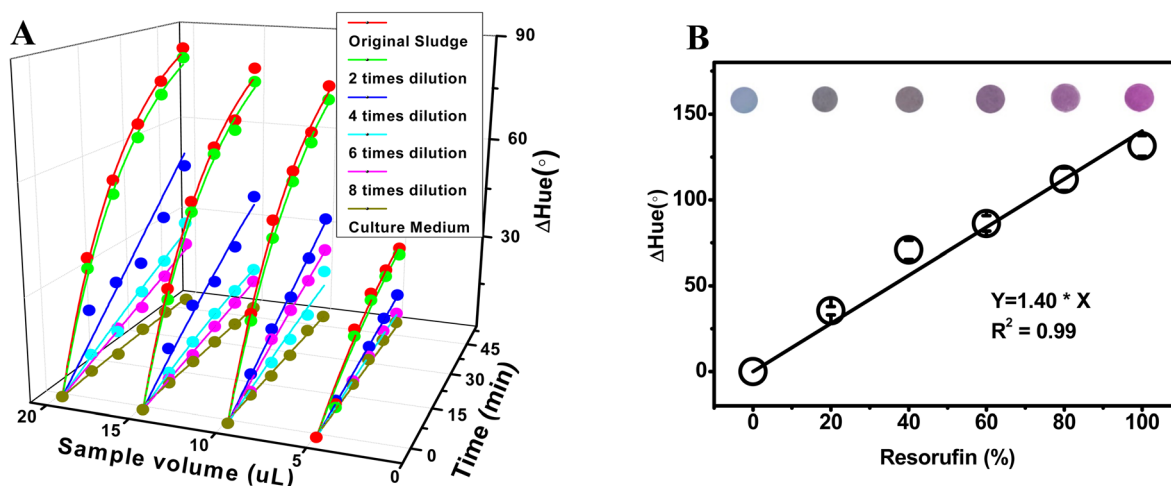 A
Original Sludge
2 times dilution
4 times dilution
6 times dilution
8 times dilution
Culture Medium
90
60
30
ΔHue(°)
20
15
10
5
0
Sample volume (uL)
0
15
30
45
Time (min)
B
150
100
50
0
ΔHue(°)
Y=1.40 * X
R² = 0.99
0 20 40 60 80 100
Resorufin (%)